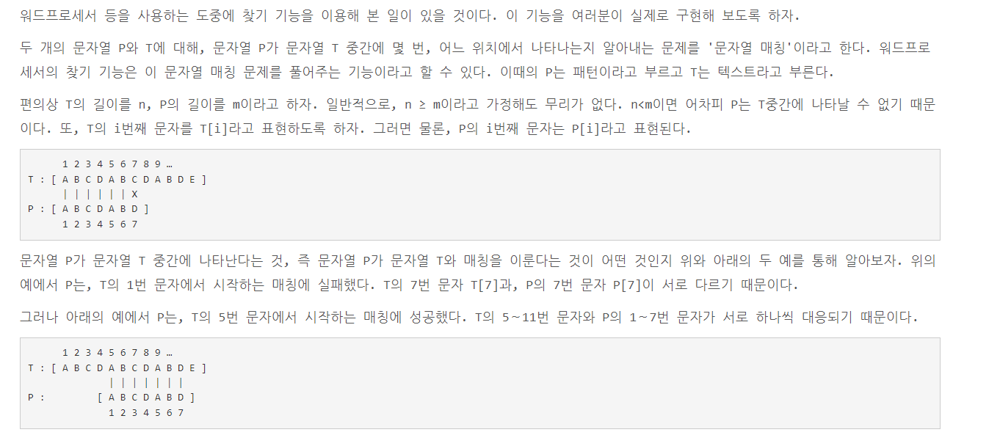 워드프로세서 등을 사용하는 도중에 찾기 기능을 이용해 본 일이 있을 것이다. 이 기능을 여러분이 실제로 구현해 보도록 하자.
두 개의 문자열 P와 T에 대해, 문자열 P가 문자열 T 중간에 몇 번, 어느 위치에서 나타나는지 알아내는 문제를 '문자열 매칭'이라고 한다. 워드프로
세서의 찾기 기능은 이 문자열 매칭 문제를 풀어주는 기능이라고 할 수 있다. 이때의 P는 패턴이라고 부르고 T는 텍스트라고 부른다.
편의상 T의 길이를 n, P의 길이를 m이라고 하자. 일반적으로, n ≥ m이라고 가정해도 무리가 없다. n<m이면 어차피 P는 T중간에 나타날 수 없기 때문
이다. 또, T의 i번째 문자를 T[i]라고 표현하도록 하자. 그러면 물론, P의 i번째 문자는 P[i]라고 표현된다.
1 2 3 4 5 6 7 8 9 …
T : [ A B C D A B C D A B D E ]
| | | | | | X
P : [ A B C D A B D ]
1 2 3 4 5 6 7
문자열 P가 문자열 T 중간에 나타난다는 것, 즉 문자열 P가 문자열 T와 매칭을 이룬다는 것이 어떤 것인지 위와 아래의 두 예를 통해 알아보자. 위의
예에서 P는, T의 1번 문자에서 시작하는 매칭에 실패했다. T의 7번 문자 T[7]과, P의 7번 문자 P[7]이 서로 다르기 때문이다.
그러나 아래의 예에서 P는, T의 5번 문자에서 시작하는 매칭에 성공했다. T의 5~11번 문자와 P의 1~7번 문자가 서로 하나씩 대응되기 때문이다.
1 2 3 4 5 6 7 8 9 …
T : [ A B C D A B C D A B D E ]
| | | | | | |
P : [ A B C D A B D ]
1 2 3 4 5 6 7